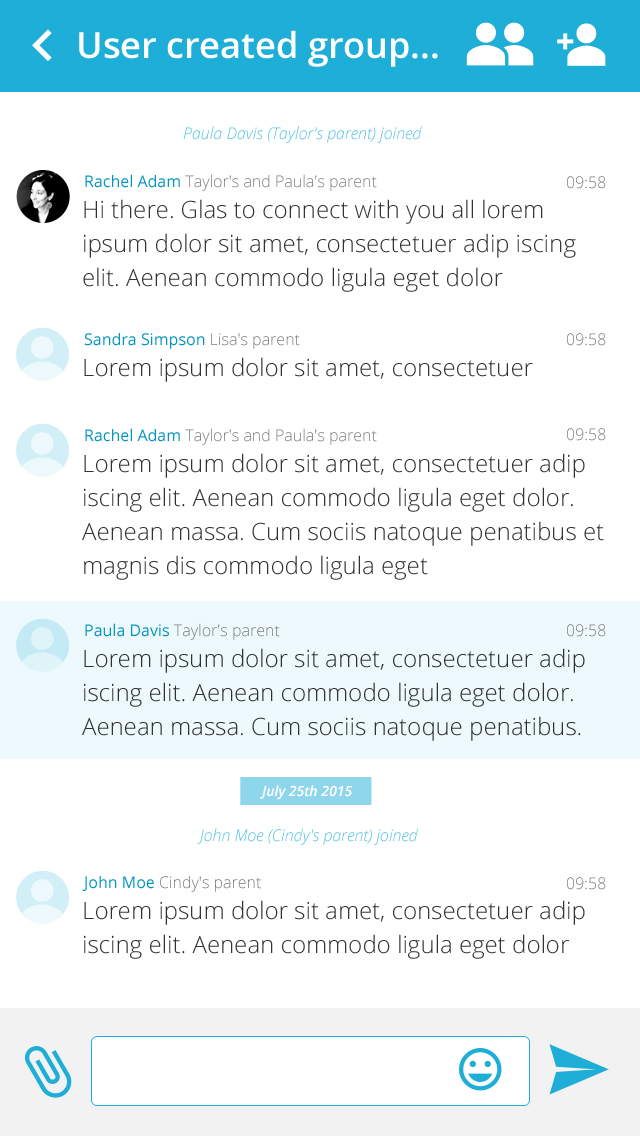 User created group...
Paula Davis (Taylor's parent) joined
Rachel Adam Taylor's and Paula's parent 09:58
Hi there. Glas to connect with you all lorem
ipsum dolor sit amet, consectetuer adip iscing
elit. Aenean commodo ligula eget dolor
Sandra Simpson Lisa's parent 09:58
Lorem ipsum dolor sit amet, consectetuer
Rachel Adam Taylor's and Paula's parent 09:58
Lorem ipsum dolor sit amet, consectetuer adip
iscing elit. Aenean commodo ligula eget dolor.
Aenean massa. Cum sociis natoque penatibus et
magnis dis commodo ligula eget
Paula Davis Taylor's parent 09:58
Lorem ipsum dolor sit amet, consectetuer adip
iscing elit. Aenean commodo ligula eget dolor.
Aenean massa. Cum sociis natoque penatibus.
July 25th 2015
John Moe (Cindy's parent) joined
John Moe Cindy's parent 09:58
Lorem ipsum dolor sit amet, consectetuer adip
iscing elit. Aenean commodo ligula eget dolor